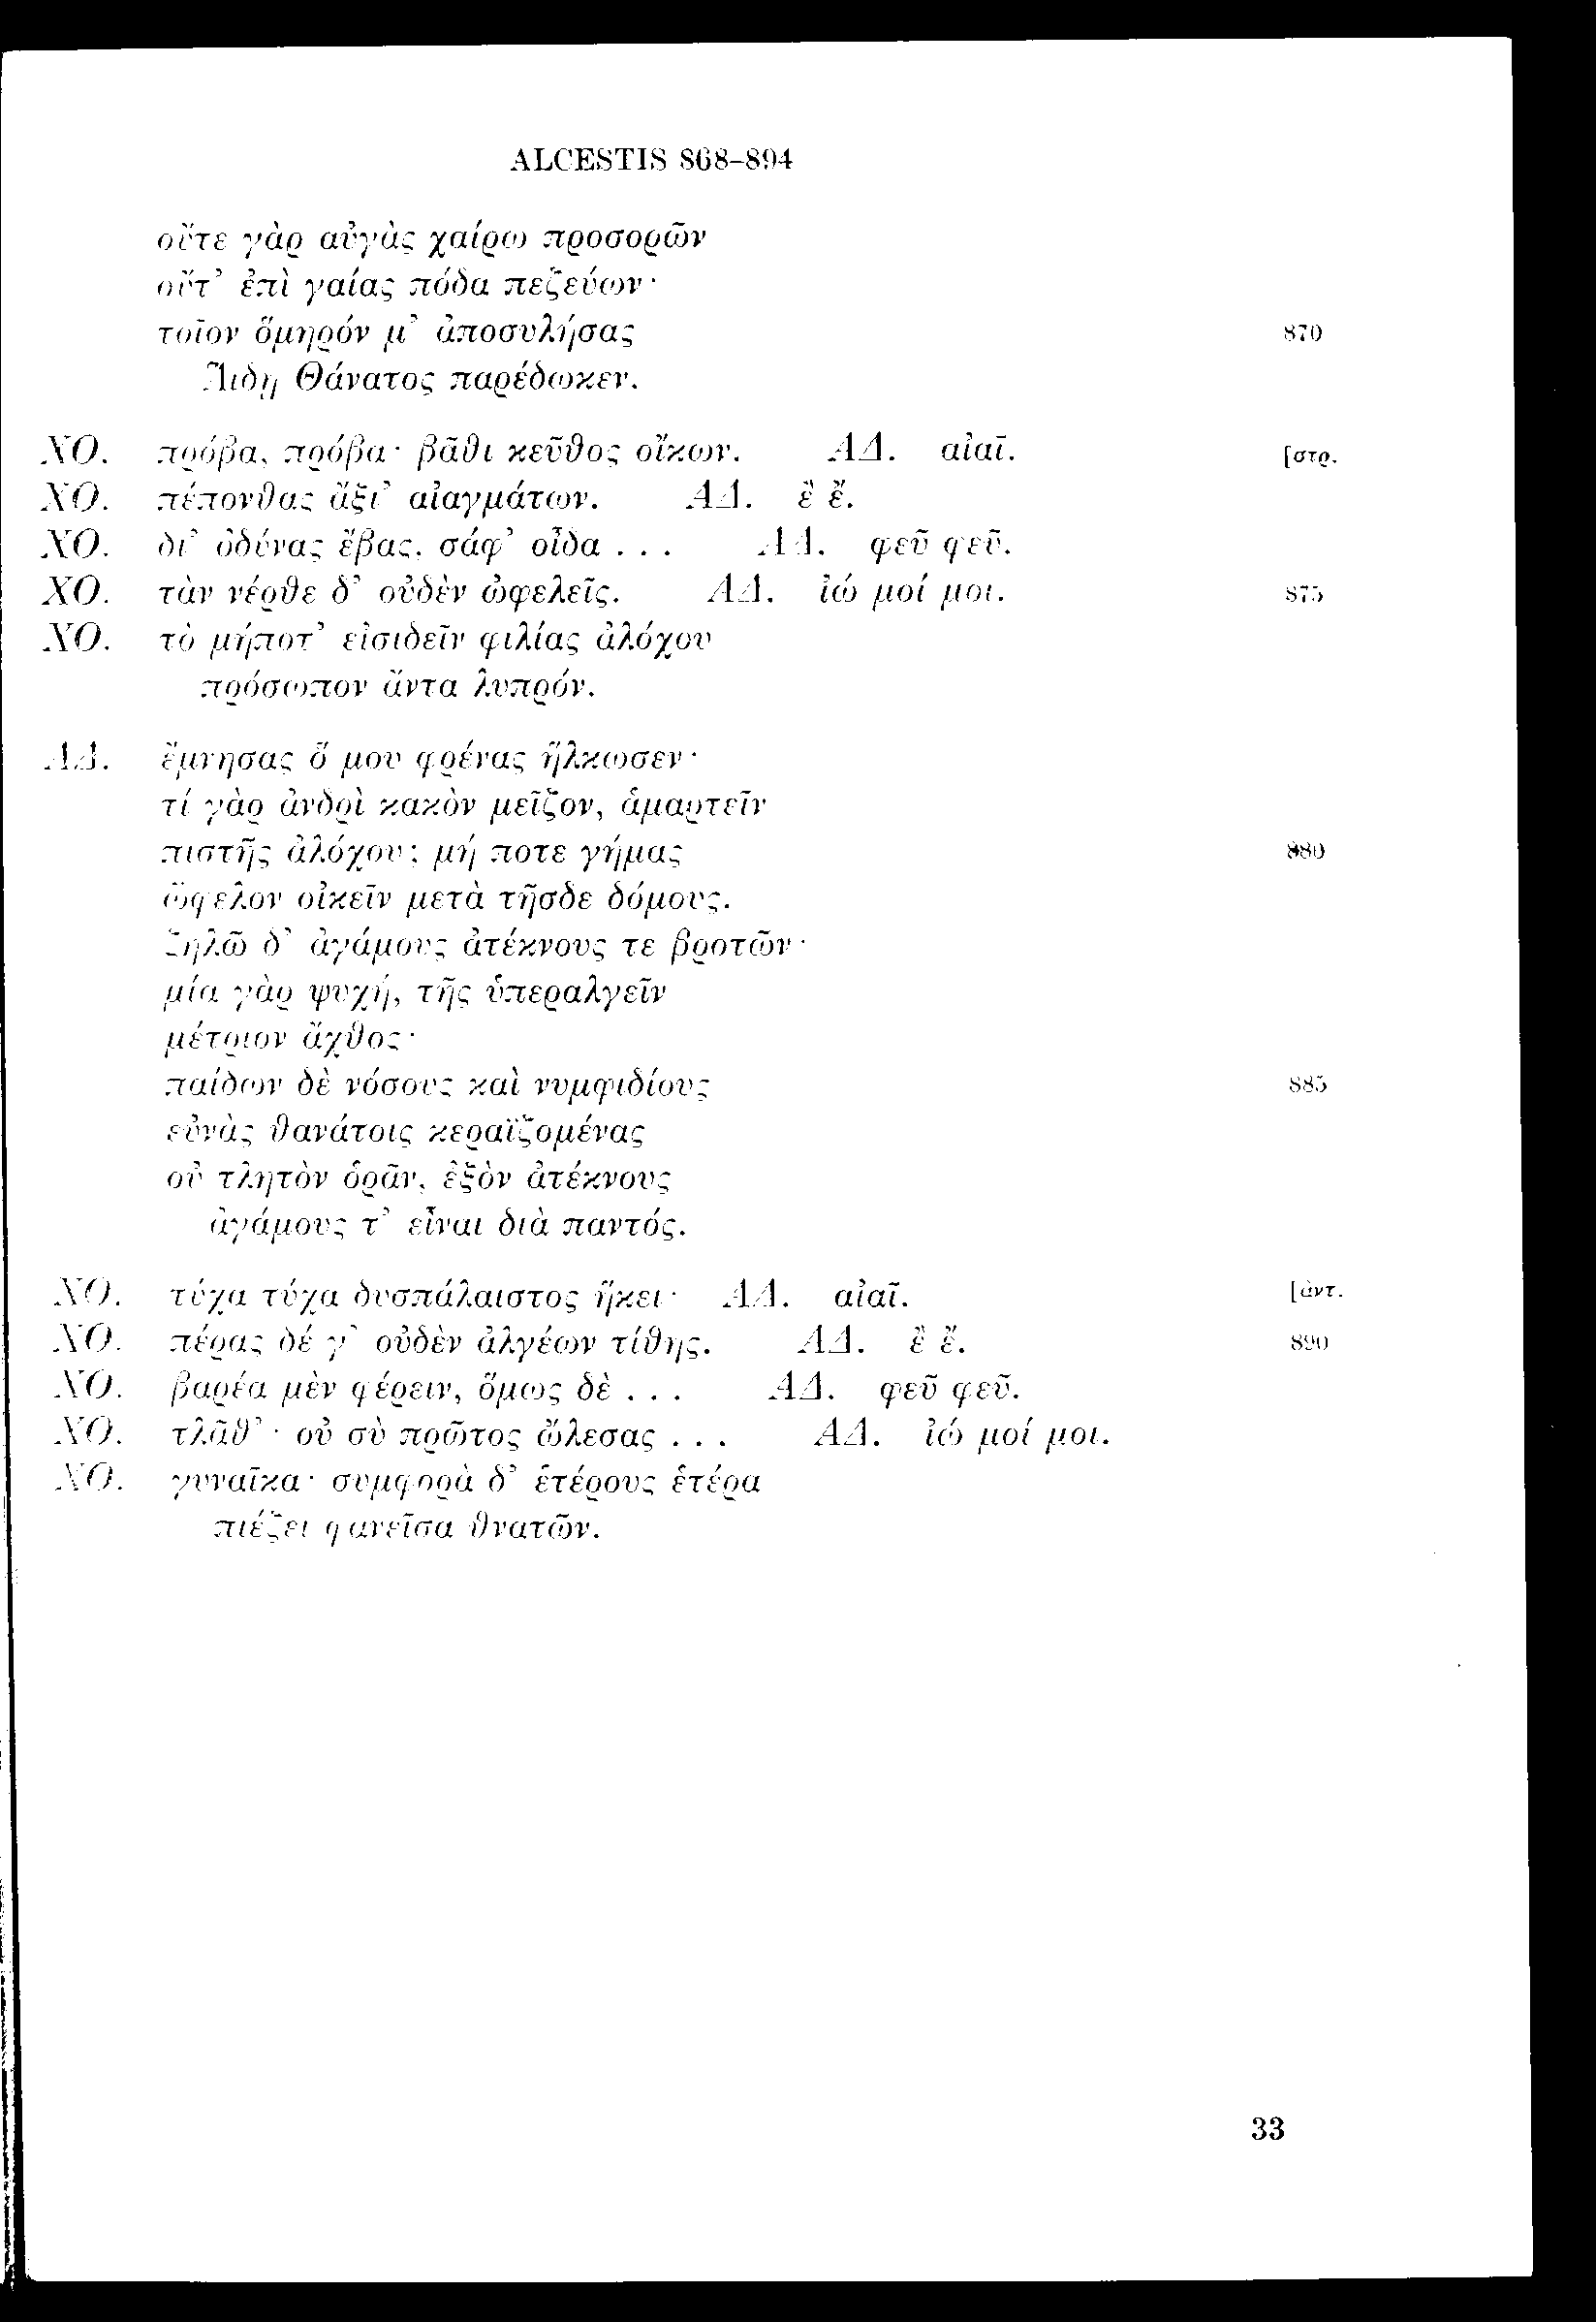 ALCESTIS 868–894
οὔτε γὰρ αὐγὰς χαίρω προσορῶν
οὔτ’ ἐπὶ γαίας πόδα πεζεύων·
τοῖον ὅμηρόν μ’ ἀποσυλήσας 870
Ἅιδῃ Θάνατος παρέδωκεν.
ΧΟ. πρόβα, πρόβα· βᾶθι κεῦθος οἴκων. ΑΔ. αἰαῖ. [στρ.
ΧΟ. πέπονθας ἄξι’ αἰαγμάτων. ΑΔ. ἒ ἔ.
ΧΟ. δι’ ὀδύνας ἔβας, σάφ’ οἶδα . . . ΑΔ. φεῦ φεῦ.
ΧΟ. τὰν νέρθε δ’ οὐδὲν ὠφελεῖς. ΑΔ. ἰώ μοί μοι. 875
ΧΟ. τὸ μήποτ’ εἰσιδεῖν φιλίας ἀλόχου
πρόσωπον ἄντα λυπρόν.
ΑΔ. ἔμνησας ὅ μου φρένας ἥλκωσεν·
τί γὰρ ἀνδρὶ κακὸν μεῖζον, ἁμαρτεῖν
πιστῆς ἀλόχου; μή ποτε γήμας 880
ὤφελον οἰκεῖν μετὰ τῆσδε δόμους.
ζηλῶ δ’ ἀγάμους ἀτέκνους τε βροτῶν·
μία γὰρ ψυχή, τῆς ὑπεραλγεῖν
μέτριον ἄχθος·
παίδων δὲ νόσους καὶ νυμφιδίους 885
εὐνὰς θανάτοις κεραϊζομένας
οὐ τλητὸν ὁρᾶν, ἐξὸν ἀτέκνους
ἀγάμους τ’ εἶναι διὰ παντός.
ΧΟ. τύχα τύχα δυσπάλαιστος ἥκει· ΑΔ. αἰαῖ. [ἀντ.
ΧΟ. πέρας δέ γ’ οὐδὲν ἀλγέων τίθης. ΑΔ. ἒ ἔ. 890
ΧΟ. βαρέα μὲν φέρειν, ὅμως δὲ . . . ΑΔ. φεῦ φεῦ.
ΧΟ. τλᾶθ’· οὐ σὺ πρῶτος ὤλεσας . . . ΑΔ. ἰώ μοί μοι.
ΧΟ. γυναῖκα· συμφορὰ δ’ ἑτέρους ἑτέρα
πιέζει φανεῖσα θνατῶν.
33